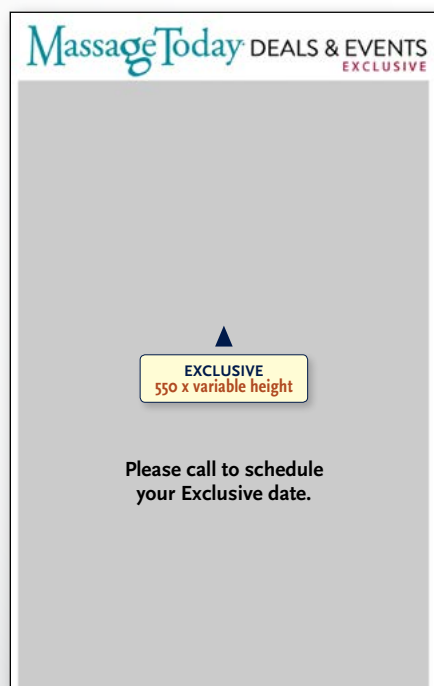 MassageToday DEALS & EVENTS
EXCLUSIVE
EXCLUSIVE
550 x variable height
Please call to schedule
your Exclusive date.